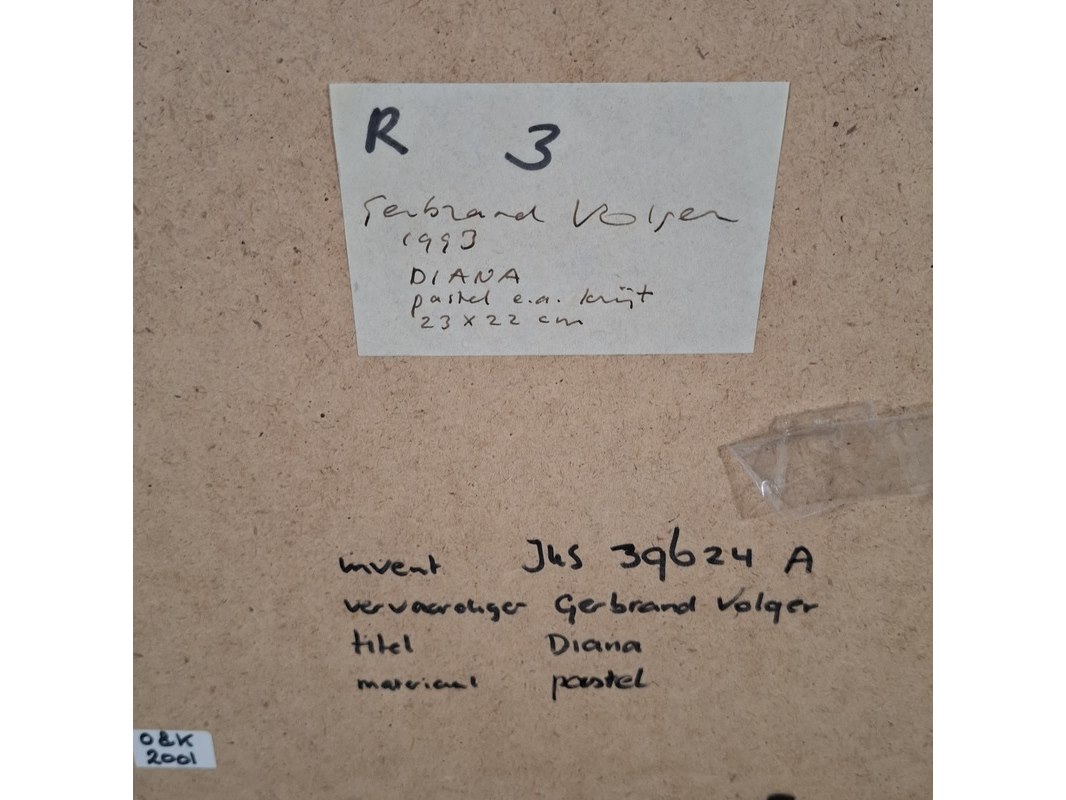 R 3
Gerbrand Volger
1993
DIANA
pastel e.a. krijt
23 x 22 cm
invent JHS 39624 A
vervaardiger Gerbrand Volger
titel Diana
materiaal pastel
O&K
2001